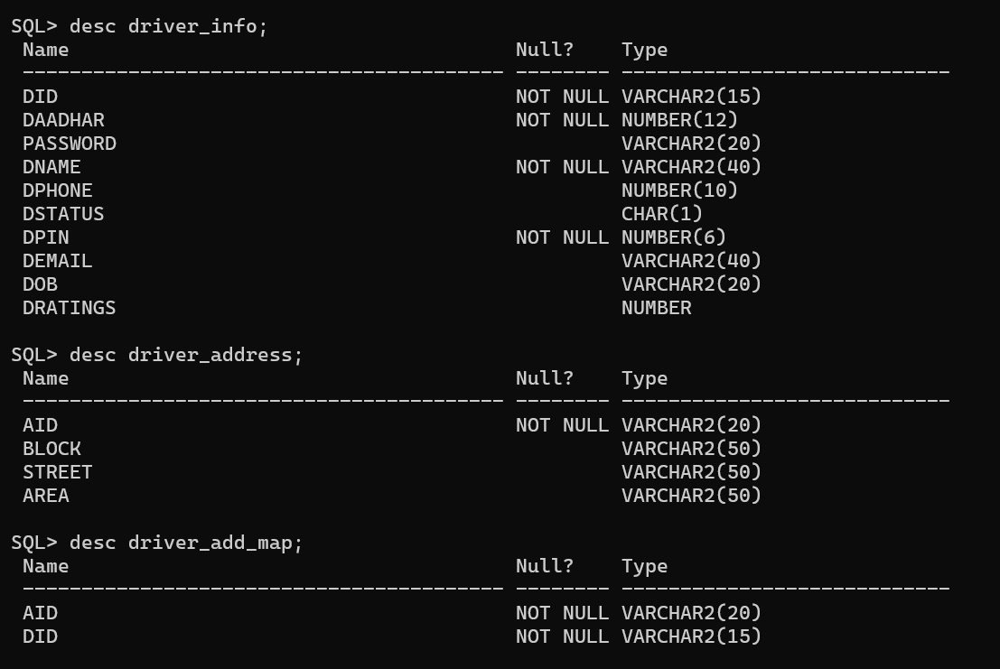 SQL> desc driver_info;
Name Null? Type
----------------------------------------- -------- ----------------------------
DID NOT NULL VARCHAR2(15)
DAADHAR NOT NULL NUMBER(12)
PASSWORD VARCHAR2(20)
DNAME NOT NULL VARCHAR2(40)
DPHONE NUMBER(10)
DSTATUS CHAR(1)
DPIN NOT NULL NUMBER(6)
DEMAIL VARCHAR2(40)
DOB VARCHAR2(20)
DRATINGS NUMBER
SQL> desc driver_address;
Name Null? Type
----------------------------------------- -------- ----------------------------
AID NOT NULL VARCHAR2(20)
BLOCK VARCHAR2(50)
STREET VARCHAR2(50)
AREA VARCHAR2(50)
SQL> desc driver_add_map;
Name Null? Type
----------------------------------------- -------- ----------------------------
AID NOT NULL VARCHAR2(20)
DID NOT NULL VARCHAR2(15)